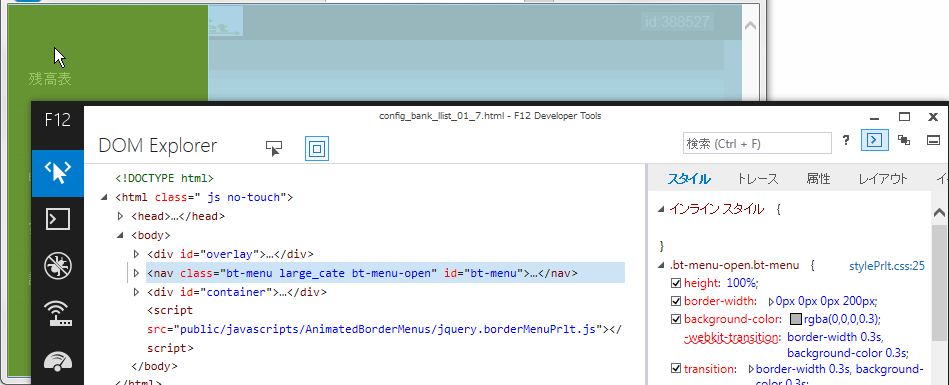 id:388527
残高表
config_bank_llist_01_7.html - F12 Developer Tools
F12
DOM Explorer
検索 (Ctrl + F)
?
<!DOCTYPE html>
<html class=" js no-touch">
<head>…</head>
<body>
<div id="overlay">…</div>
<nav class="bt-menu large_cate bt-menu-open" id="bt-menu">…</nav>
<div id="container">…</div>
<script
src="public/javascripts/AnimatedBorderMenus/jquery.borderMenuPrlt.js"></
script>
</body>
</html>
スタイル トレース 属性 レイアウト イ
インライン スタイル {
}
.bt-menu-open.bt-menu { stylePrlt.css:25
height: 100%;
border-width: 0px 0px 0px 200px;
background-color: rgba(0,0,0,0.3);
-webkit-transition: border-width 0.3s,
background-color 0.3s;
transition: border-width 0.3s, background-
color 0.3s;